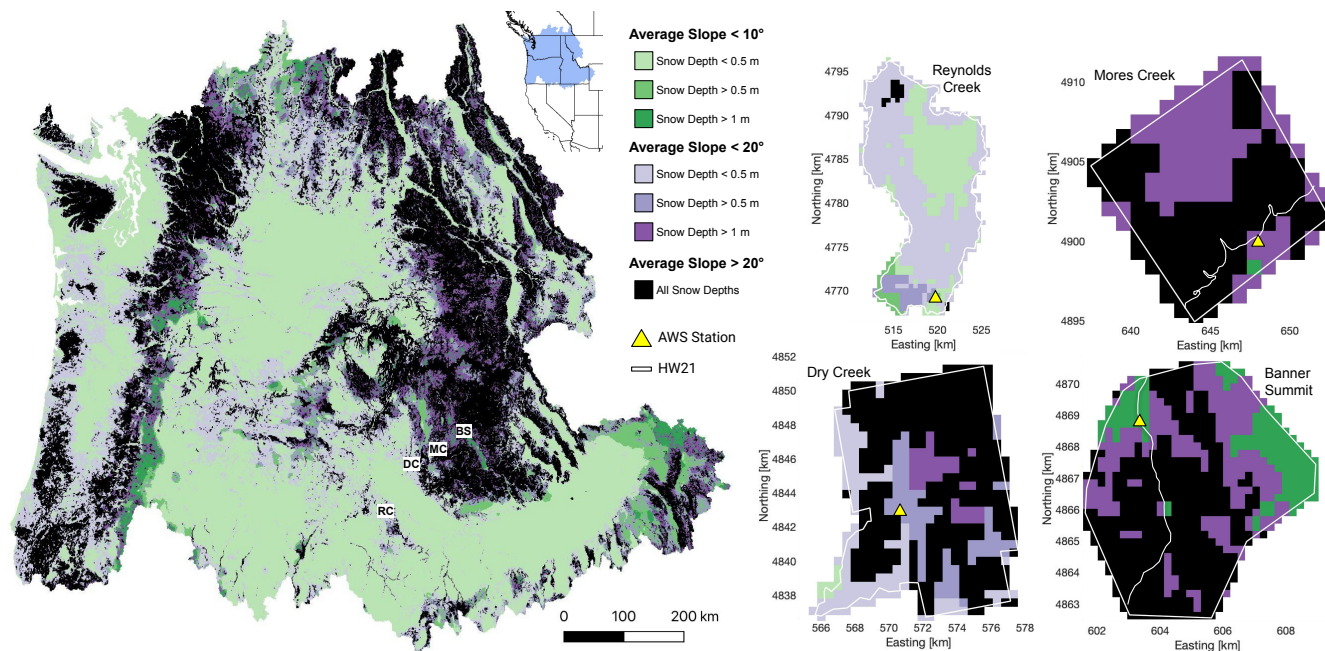 Average Slope < 10°
Snow Depth < 0.5 m
Snow Depth > 0.5 m
Snow Depth > 1 m
Average Slope < 20°
Snow Depth < 0.5 m
Snow Depth > 0.5 m
Snow Depth > 1 m
Average Slope > 20°
All Snow Depths
AWS Station
HW21
BS
MC
DC
RC
0 100 200 km
Reynolds
Creek
4795
4790
4785
4780
4775
4770
Northing [km]
515 520 525
Easting [km]
Mores Creek
4910
4905
4900
4895
Northing [km]
640 645 650
Easting [km]
Dry Creek
4852
4850
4848
4846
4844
4842
4840
4838
Northing [km]
566 568 570 572 574 576 578
Easting [km]
Banner
Summit
4870
4869
4868
4867
4866
4865
4864
4863
Northing [km]
602 604 606 608
Easting [km]